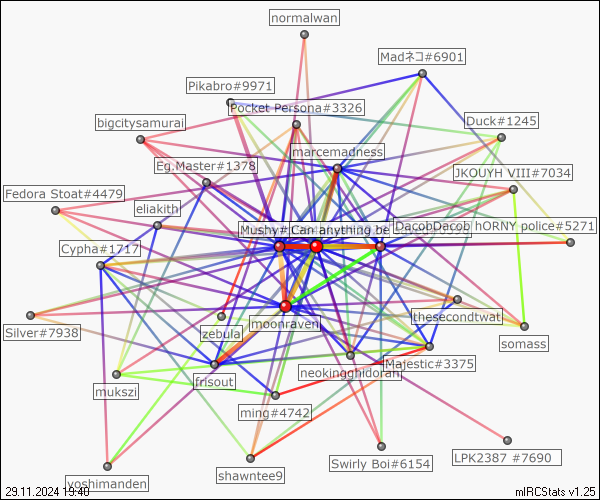 normalwan
Madネコ#6901
Pikabro#9971
Pocket Persona#3326
bigcitysamurai
Duck#1245
marcemadness
Eg.Master#1378
JKOUYH VIII#7034
Fedora Stoat#4479
eliakith
Mushy# Can anything be DacobDecob hORNY police#5271
Cypha#1717
Silver#7938
zebula
moonraven
thesecondtwat
somass
neokingghidorah
Majestic#3375
frisout
mukszi
ming#4742
yoshimanden
shawntee9
Swirly Boi#6154
LPK2387 #7690
29.11.2024 19:40
mIRCStats v1.25